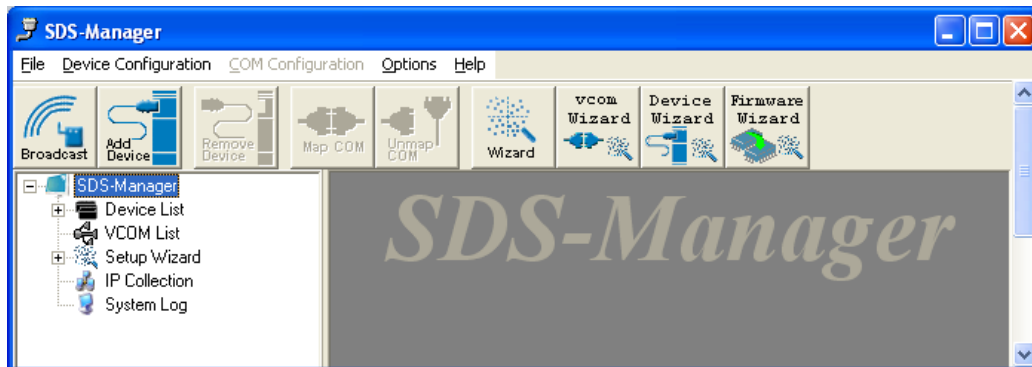 SDS-Manager
File Device Configuration COM Configuration Options Help
Broadcast
Add Device
Remove Device
Map COM
Unmap COM
Wizard
vcom Wizard
Device Wizard
Firmware Wizard
SDS-Manager
Device List
VCOM List
Setup Wizard
IP Collection
System Log
SDS-Manager